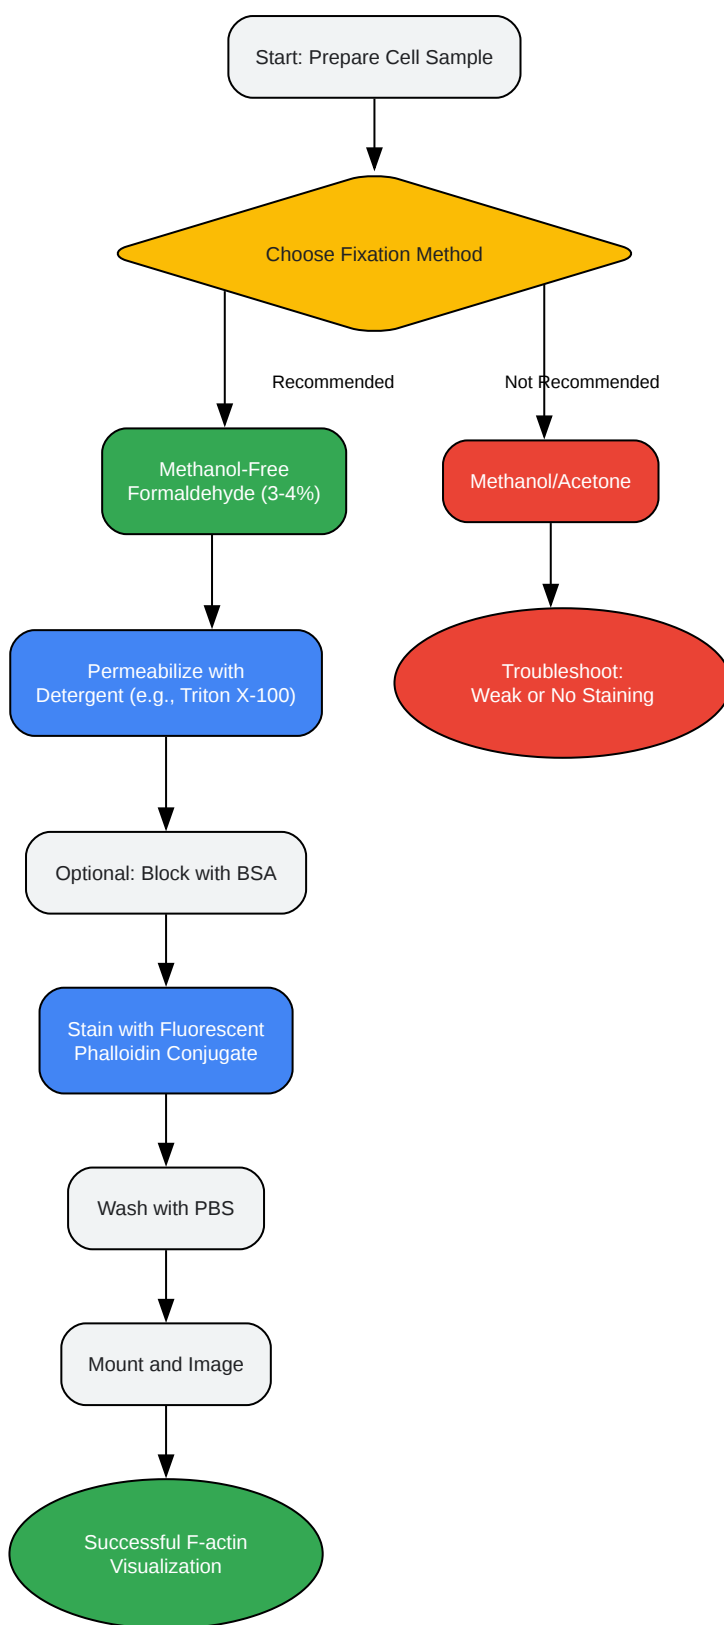 Start: Prepare Cell Sample
Choose Fixation Method
Recommended
Not Recommended
Methanol-Free
Formaldehyde (3-4%)
Methanol/Acetone
Permeabilize with
Detergent (e.g., Triton X-100)
Troubleshoot:
Weak or No Staining
Optional: Block with BSA
Stain with Fluorescent
Phalloidin Conjugate
Wash with PBS
Mount and Image
Successful F-actin
Visualization